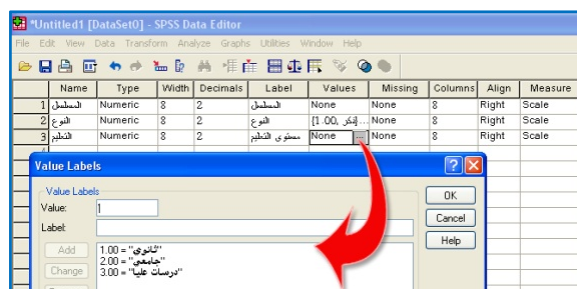 *Untitled1 [DataSet0] - SPSS Data Editor
File Edit View Data Transform Analyze Graphs Utilities Window Help
Name Type Width Decimals Label Values Missing Columns Align Measure
1 المسلسل Numeric 8 2 المسلسل None None 8 Right Scale
2 النوع Numeric 8 2 النوع {1.00, ذكر}... None 8 Right Scale
3 التعليم Numeric 8 2 مستوى التعليم None ... None 8 Right Scale
Value Labels
Value Labels
Value: 1
Label:
OK
Cancel
Help
Add
Change
1.00 = "ثانوي"
2.00 = "جامعي"
3.00 = "درسات عليا"